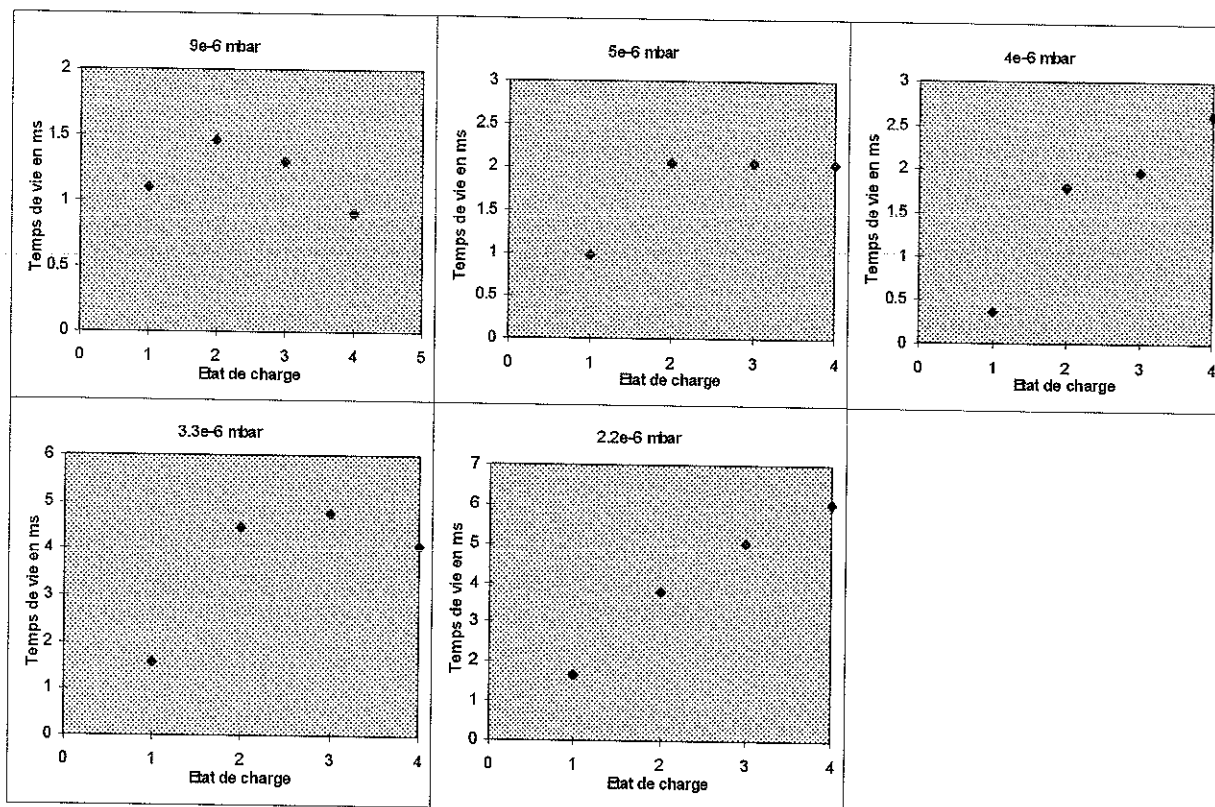 9e-6 mbar
2
1.5
1
0.5
0
Temps de vie en ms
0 1 2 3 4 5
Etat de charge
5e-6 mbar
3
2.5
2
1.5
1
0.5
0
Temps de vie en ms
0 1 2 3 4
Etat de charge
4e-6 mbar
3
2.5
2
1.5
1
0.5
0
Temps de vie en ms
0 1 2 3 4
Etat de charge
3.3e-6 mbar
6
5
4
3
2
1
0
Temps de vie en ms
0 1 2 3 4
Etat de charge
2.2e-6 mbar
7
6
5
4
3
2
1
0
Temps de vie en ms
0 1 2 3 4
Etat de charge